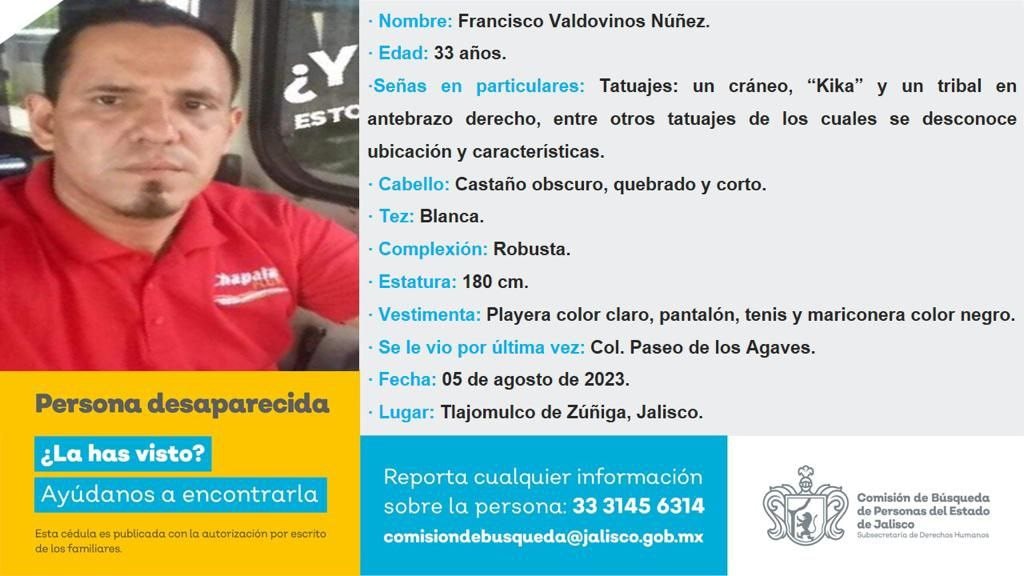 ¿Y
ESTO
Chapala
PLUS
· Nombre: Francisco Valdovinos Núñez.
· Edad: 33 años.
·Señas en particulares: Tatuajes: un cráneo, “Kika” y un tribal en
antebrazo derecho, entre otros tatuajes de los cuales se desconoce
ubicación y características.
· Cabello: Castaño obscuro, quebrado y corto.
· Tez: Blanca.
· Complexión: Robusta.
· Estatura: 180 cm.
· Vestimenta: Playera color claro, pantalón, tenis y mariconera color negro.
· Se le vio por última vez: Col. Paseo de los Agaves.
· Fecha: 05 de agosto de 2023.
· Lugar: Tlajomulco de Zúñiga, Jalisco.
Persona desaparecida
¿La has visto?
Ayúdanos a encontrarla
Esta cédula es publicada con la autorización por escrito
de los familiares.
Reporta cualquier información
sobre la persona: 33 3145 6314
comisiondebusqueda@jalisco.gob.mx
Comisión de Búsqueda
de Personas del Estado
de Jalisco
Subsecretaría de Derechos Humanos